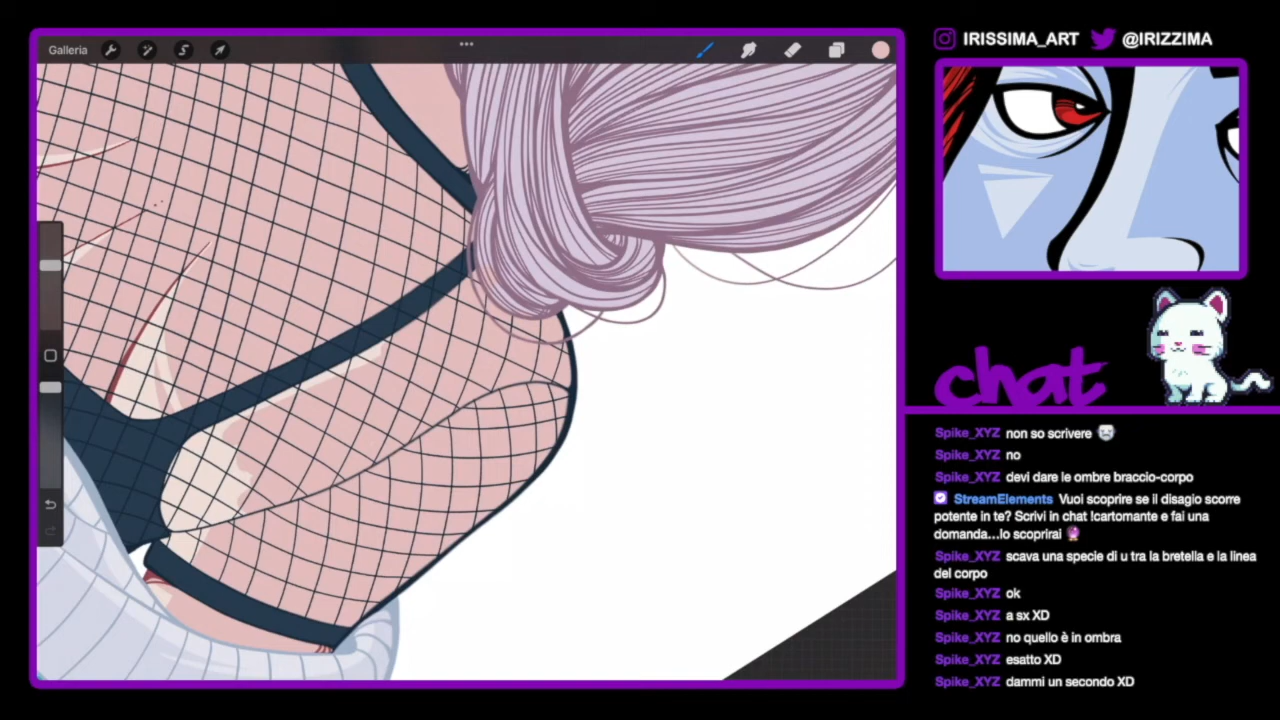 Galleria
IRISSIMA_ART @IRIZZIMA
chat
Spike_XYZ non so scrivere
Spike_XYZ no
Spike_XYZ devi dare le ombre braccio-corpo
StreamElements Vuoi scoprire se il disagio scorre
potente in te? Scrivi in chat !cartomante e fai una
domanda...lo scoprirai
Spike_XYZ scava una specie di u tra la bretella e la linea
del corpo
Spike_XYZ ok
Spike_XYZ a sx XD
Spike_XYZ no quello è in ombra
Spike_XYZ esatto XD
Spike_XYZ dammi un secondo XD